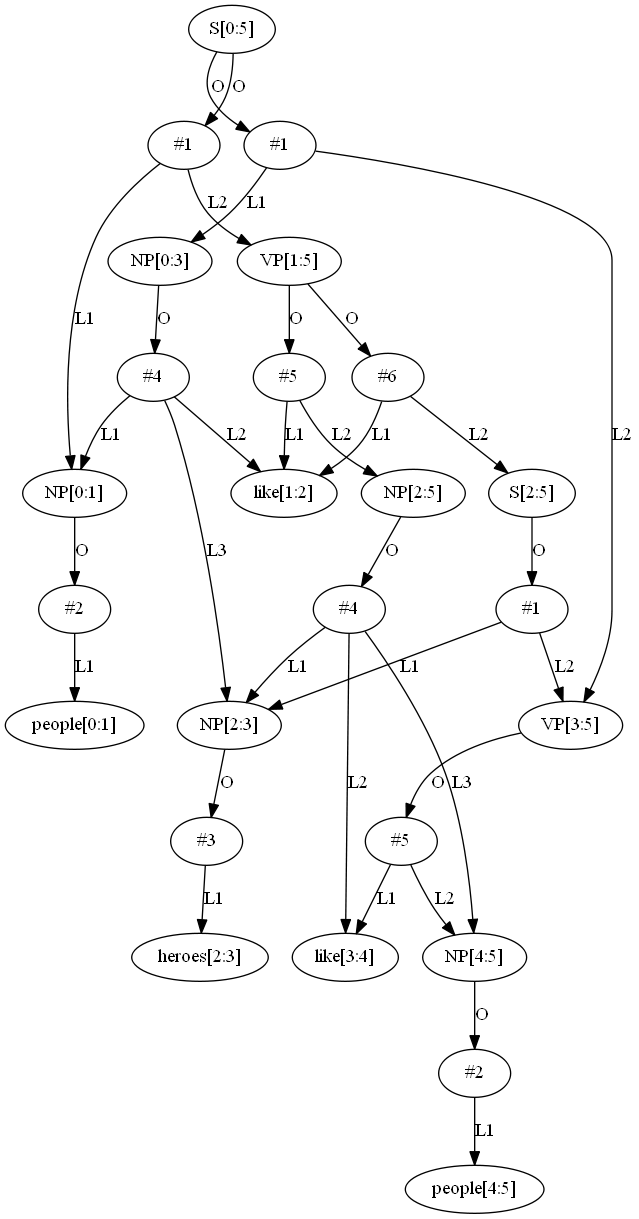 S[0:5]
O O
#1 #1
L2 L1
NP[0:3] VP[1:5]
L1 O O O
#4 #5 #6
L1 L2 L1 L2 L1 L2 L2
NP[0:1] like[1:2] NP[2:5] S[2:5]
O L3 O O
#2 #4 #1
L1 L1 L1 L2
people[0:1] NP[2:3] VP[3:5]
O L2 O L3
#3 #5
L1 L1 L2
heroes[2:3] like[3:4] NP[4:5]
O
#2
L1
people[4:5]